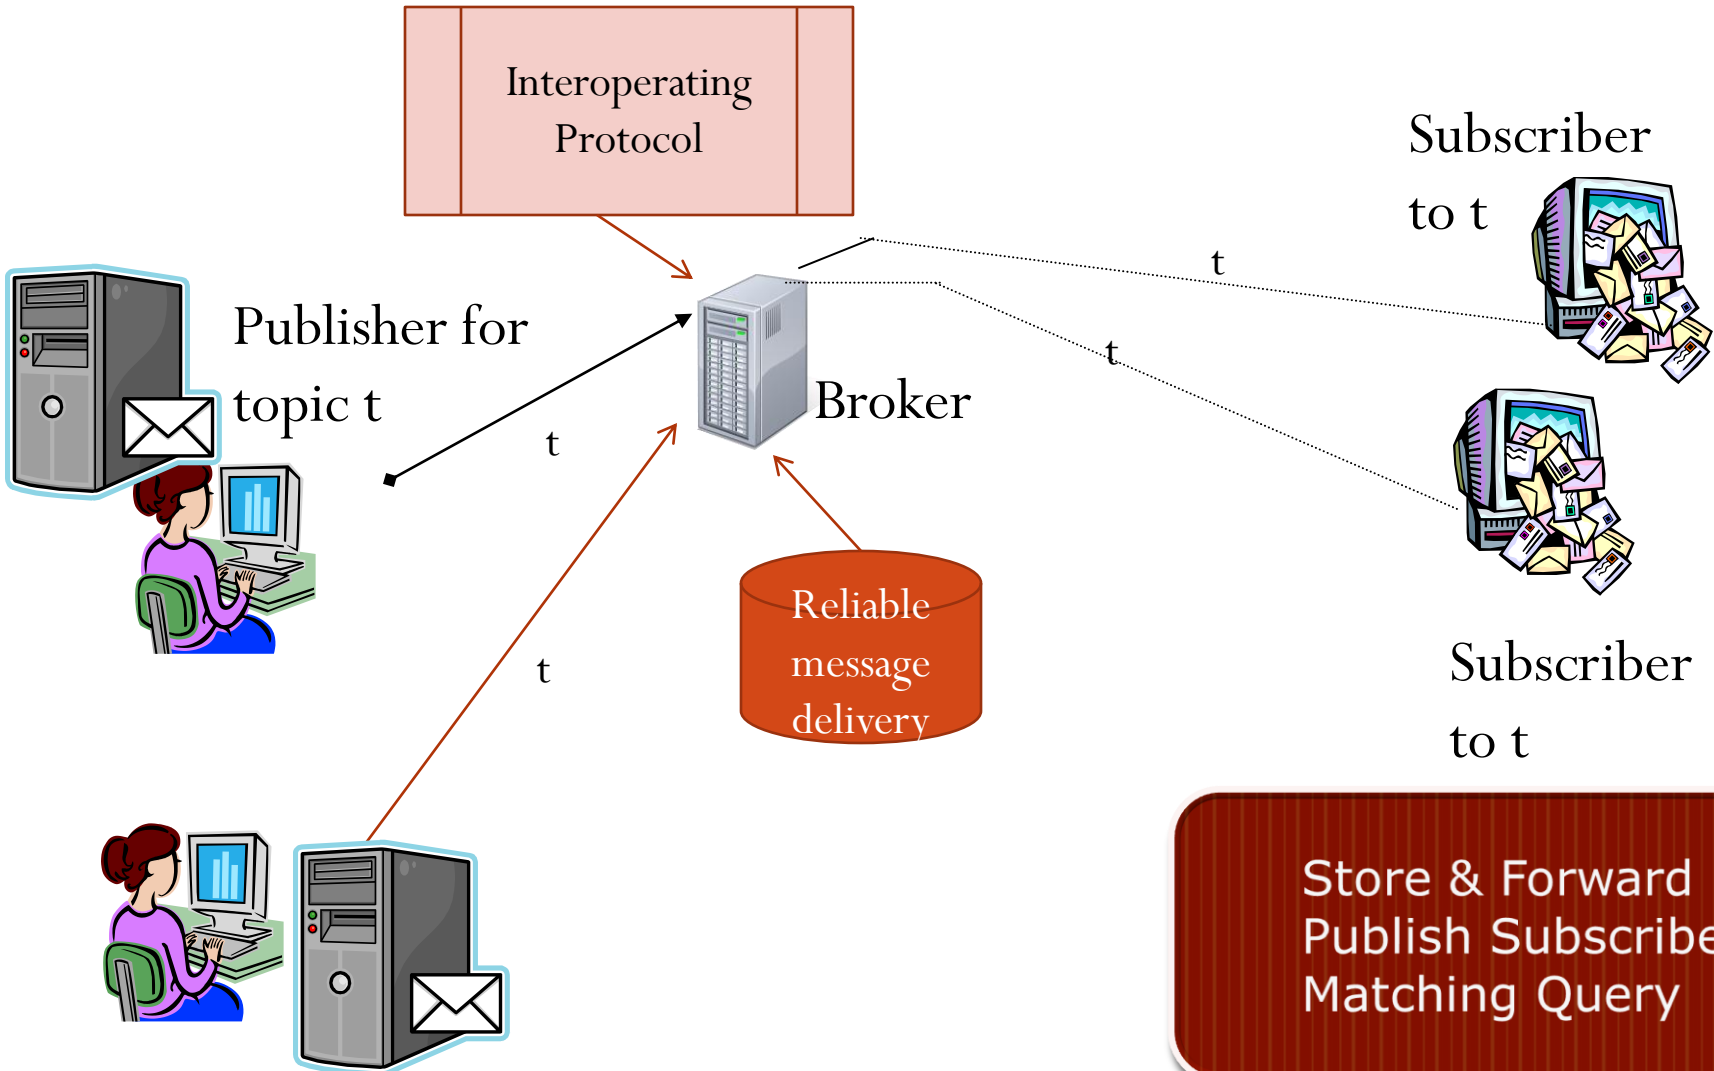 Interoperating
Protocol
Subscriber
to t
t
Publisher for
topic t
t
Broker
t
Reliable
message
delivery
t
Subscriber
to t
Store & Forward
Publish Subscribe
Matching Query